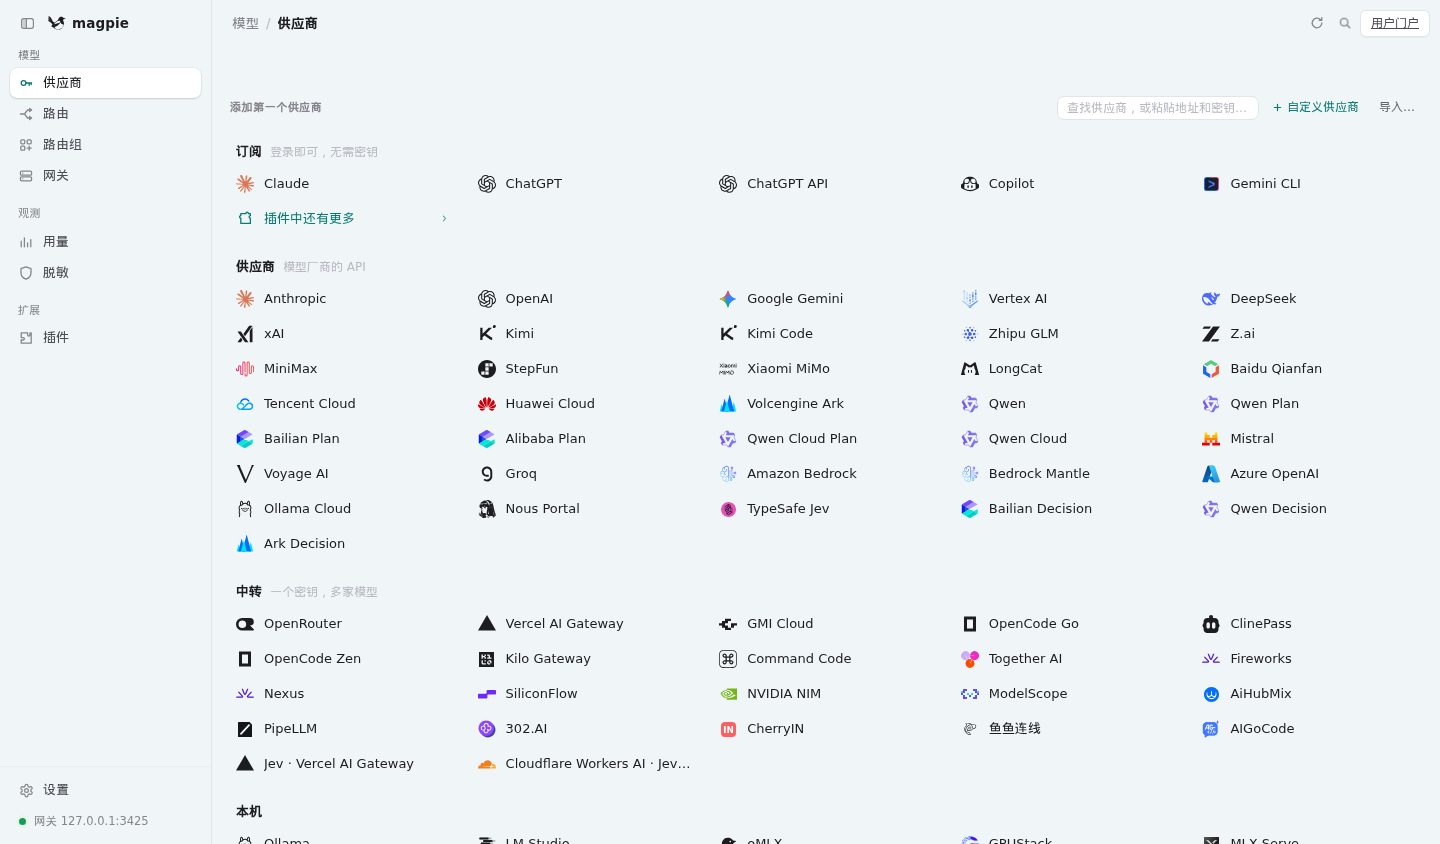 magpie
模型 / 供应商
用户门户
模型
供应商
路由
路由组
网关
观测
用量
脱敏
扩展
插件
设置
网关 127.0.0.1:3425
添加第一个供应商
查找供应商，或粘贴地址和密钥…
+ 自定义供应商
导入…
订阅 登录即可，无需密钥
Claude
ChatGPT
ChatGPT API
Copilot
Gemini CLI
插件中还有更多 ›
供应商 模型厂商的 API
Anthropic
OpenAI
Google Gemini
Vertex AI
DeepSeek
xAI
Kimi
Kimi Code
Zhipu GLM
Z.ai
MiniMax
StepFun
Xiaomi MiMo
LongCat
Baidu Qianfan
Tencent Cloud
Huawei Cloud
Volcengine Ark
Qwen
Qwen Plan
Bailian Plan
Alibaba Plan
Qwen Cloud Plan
Qwen Cloud
Mistral
Voyage AI
Groq
Amazon Bedrock
Bedrock Mantle
Azure OpenAI
Ollama Cloud
Nous Portal
TypeSafe Jev
Bailian Decision
Qwen Decision
Ark Decision
中转 一个密钥，多家模型
OpenRouter
Vercel AI Gateway
GMI Cloud
OpenCode Go
ClinePass
OpenCode Zen
Kilo Gateway
Command Code
Together AI
Fireworks
Nexus
SiliconFlow
NVIDIA NIM
ModelScope
AiHubMix
PipeLLM
302.AI
CherryIN
鱼鱼连线
AIGoCode
Jev · Vercel AI Gateway
Cloudflare Workers AI · Jev…
本机
Ollama
LM Studio
oMLX
GPUStack
MLX Serve